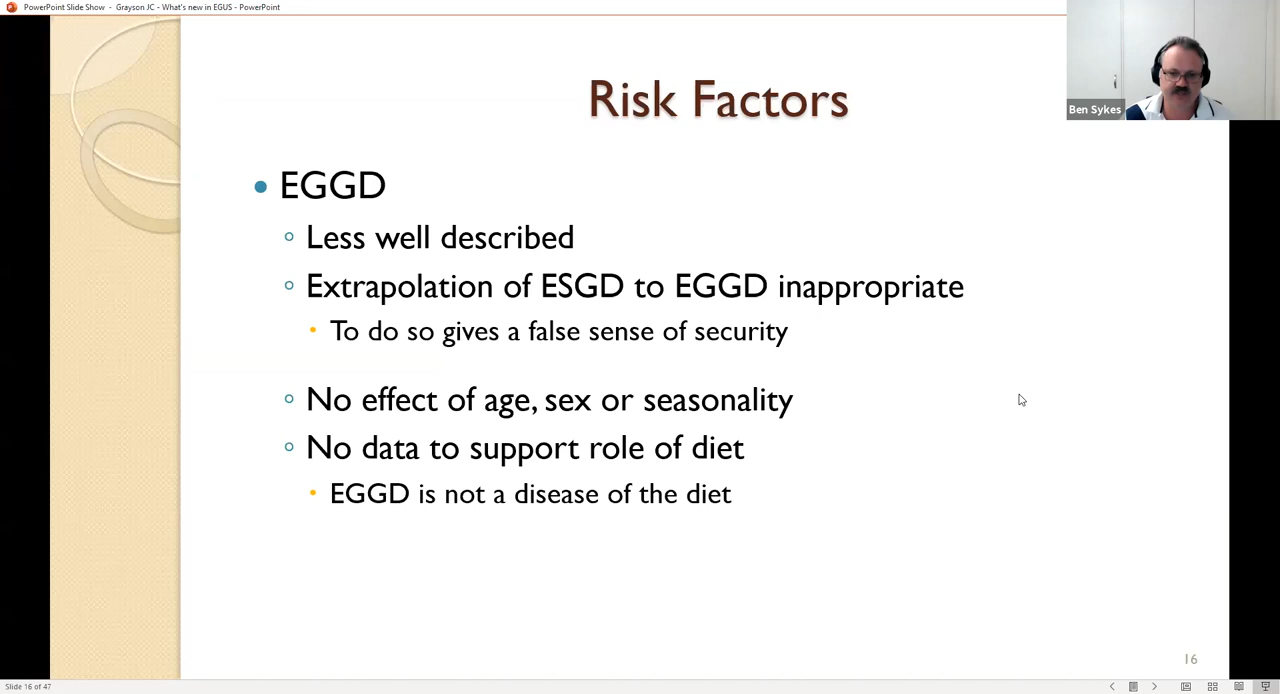 PowerPoint Slide Show - Grayson JC - What's new in EGUS - PowerPoint
Ben Sykes
Risk Factors
EGGD
Less well described
Extrapolation of ESGD to EGGD inappropriate
To do so gives a false sense of security
No effect of age, sex or seasonality
No data to support role of diet
EGGD is not a disease of the diet
16
Slide 16 of 47